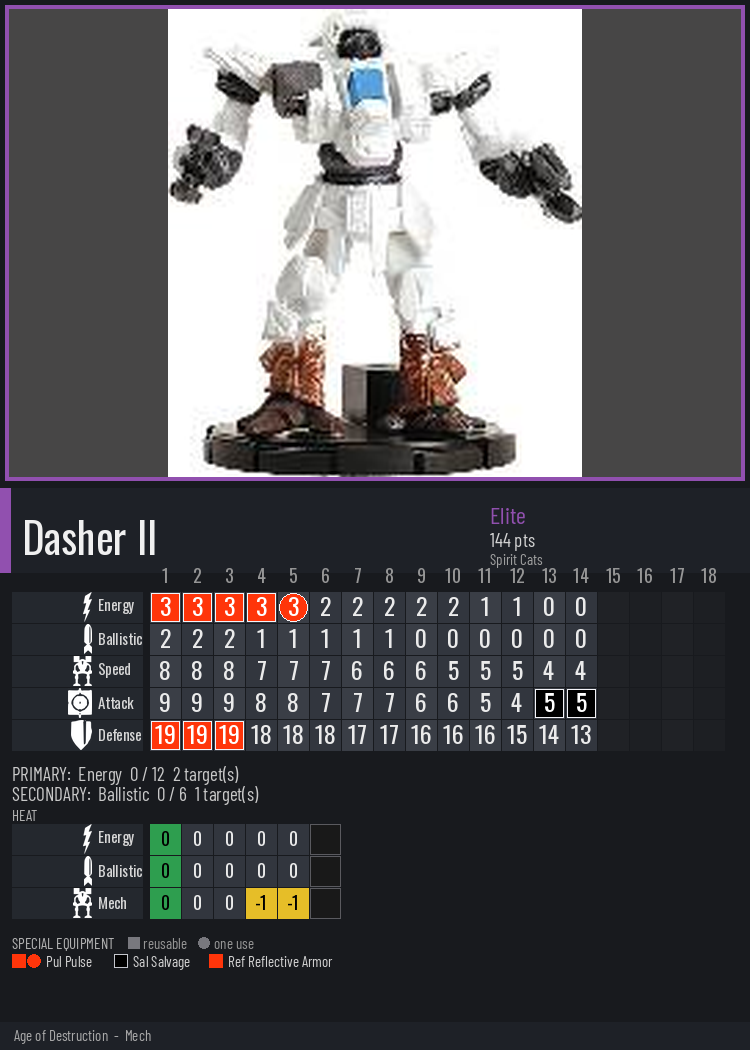 Dasher II
Elite
144 pts
Spirit Cats
1 2 3 4 5 6 7 8 9 10 11 12 13 14 15 16 17 18
Energy 3 3 3 3 3 2 2 2 2 2 1 1 0 0
Ballistic 2 2 2 1 1 1 1 1 0 0 0 0 0 0
Speed 8 8 8 7 7 7 6 6 6 5 5 5 4 4
Attack 9 9 9 8 8 7 7 7 6 6 5 4 5 5
Defense 19 19 19 18 18 18 17 17 16 16 16 15 14 13
PRIMARY: Energy 0 / 12 2 target(s)
SECONDARY: Ballistic 0 / 6 1 target(s)
HEAT
Energy 0 0 0 0 0
Ballistic 0 0 0 0 0
Mech 0 0 0 -1 -1
SPECIAL EQUIPMENT reusable one use
Pul Pulse Sal Salvage Ref Reflective Armor
Age of Destruction - Mech